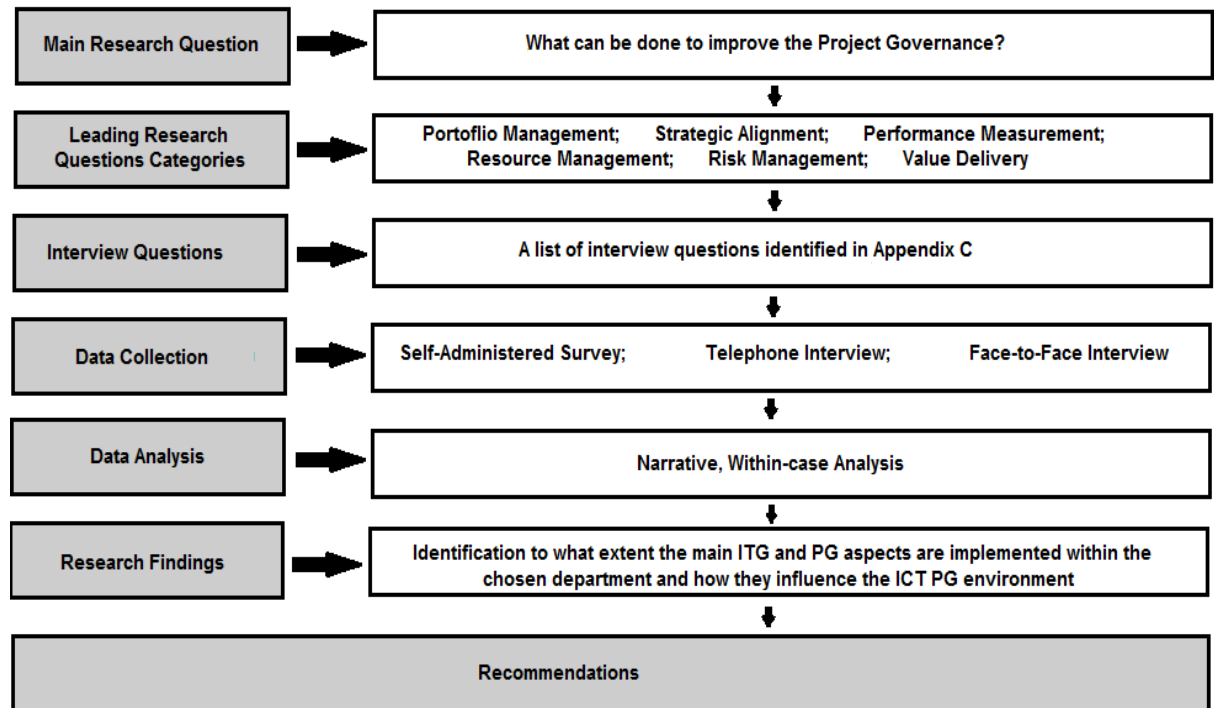 Main Research Question
What can be done to improve the Project Governance?
Leading Research
Questions Categories
Portoflio Management; Strategic Alignment; Performance Measurement;
Resource Management; Risk Management; Value Delivery
Interview Questions
A list of interview questions identified in Appendix C
Data Collection
Self-Administered Survey; Telephone Interview; Face-to-Face Interview
Data Analysis
Narrative, Within-case Analysis
Research Findings
Identification to what extent the main ITG and PG aspects are implemented within the
chosen department and how they influence the ICT PG environment
Recommendations